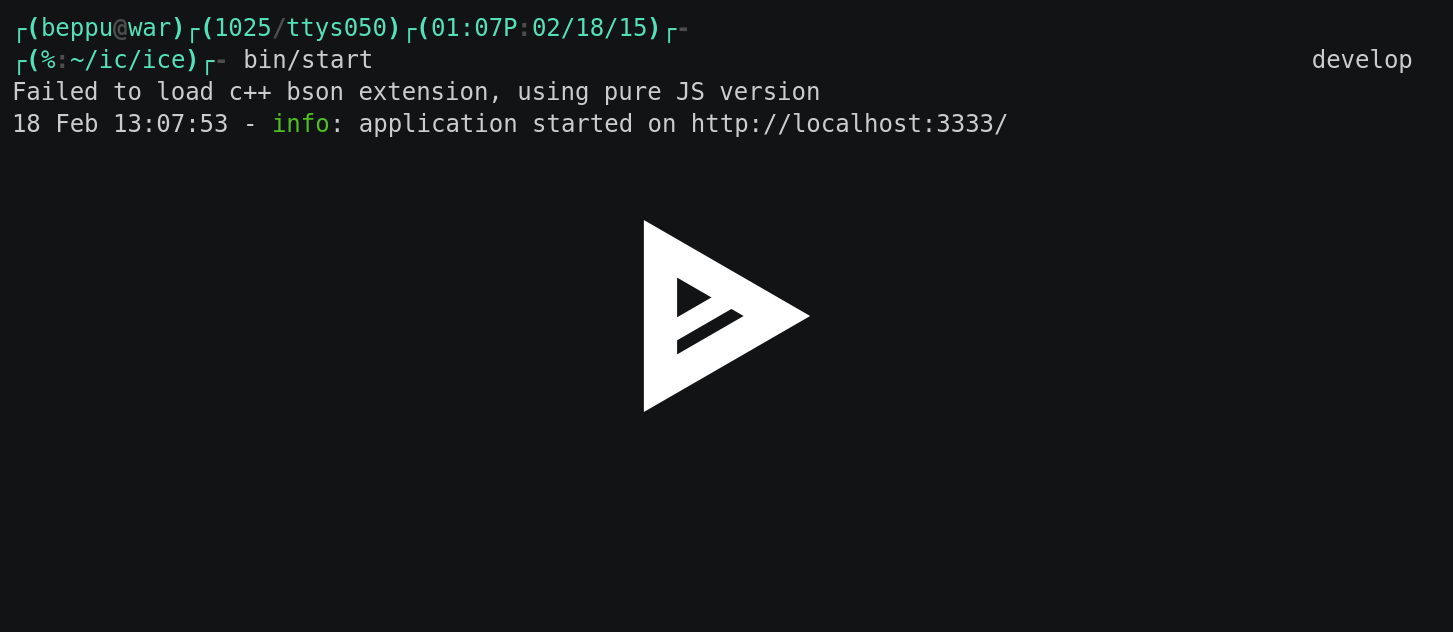 ┌(beppu@war)┌(1025/ttys050)┌(01:07P:02/18/15)┌-
┌(%:~/ic/ice)┌- bin/start develop
Failed to load c++ bson extension, using pure JS version
18 Feb 13:07:53 - info: application started on http://localhost:3333/